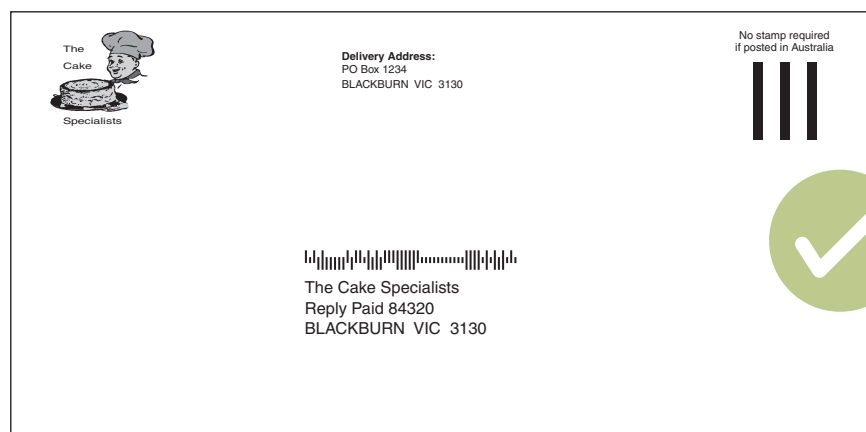 The
Cake
Specialists
Delivery Address:
PO Box 1234
BLACKBURN  VIC  3130
No stamp required
if posted in Australia
The Cake Specialists
Reply Paid 84320
BLACKBURN  VIC  3130